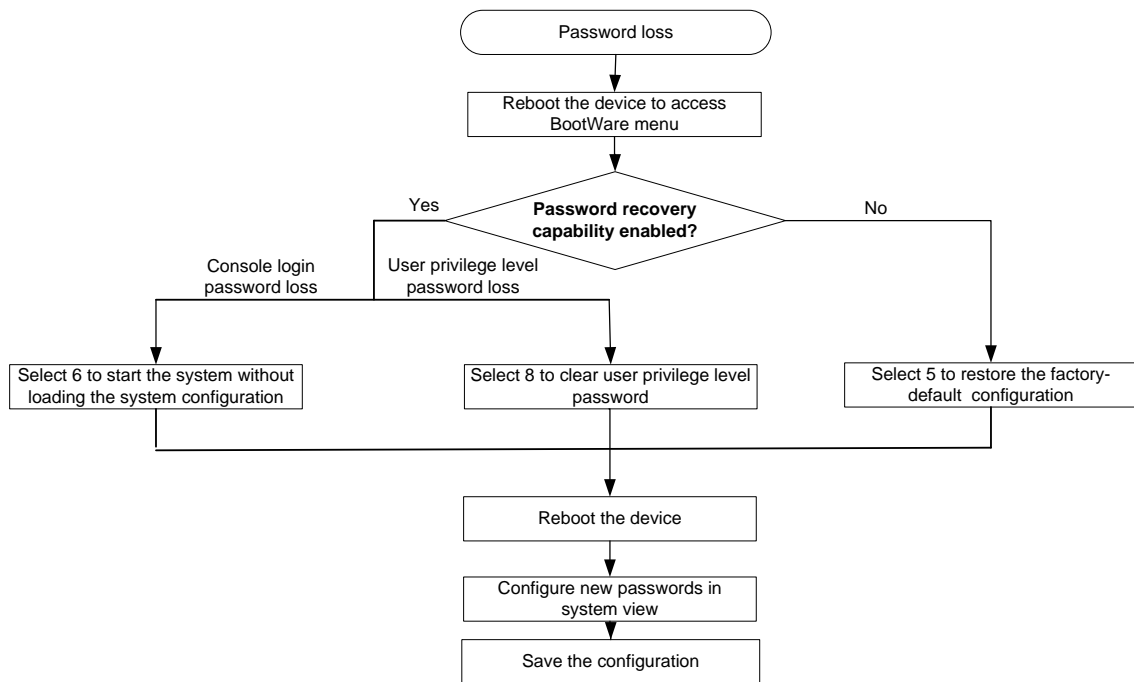 Password loss
Reboot the device to access
BootWare menu
Yes
Password recovery
capability enabled?
No
Console login
password loss
User privilege level
password loss
Select 6 to start the system without
loading the system configuration
Select 8 to clear user privilege level
password
Select 5 to restore the factory-
default configuration
Reboot the device
Configure new passwords in
system view
Save the configuration